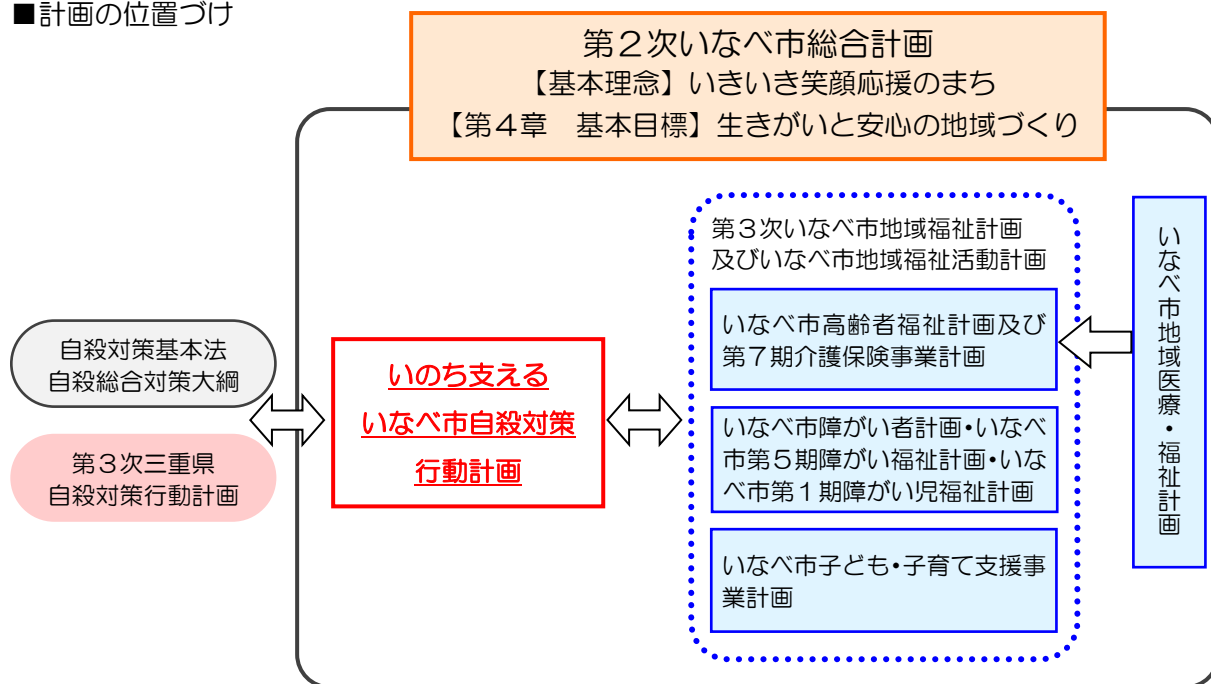 ■計画の位置づけ
第2次いなべ市総合計画
【基本理念】いきいき笑顔応援のまち
【第4章　基本目標】生きがいと安心の地域づくり
自殺対策基本法
自殺総合対策大綱
第3次三重県
自殺対策行動計画
いのち支える
いなべ市自殺対策
行動計画
第3次いなべ市地域福祉計画
及びいなべ市地域福祉活動計画
いなべ市高齢者福祉計画及び
第7期介護保険事業計画
いなべ市障がい者計画・いなべ
市第5期障がい福祉計画・いな
べ市第1期障がい児福祉計画
いなべ市子ども・子育て支援事
業計画
いなべ市地域医療・福祉計画